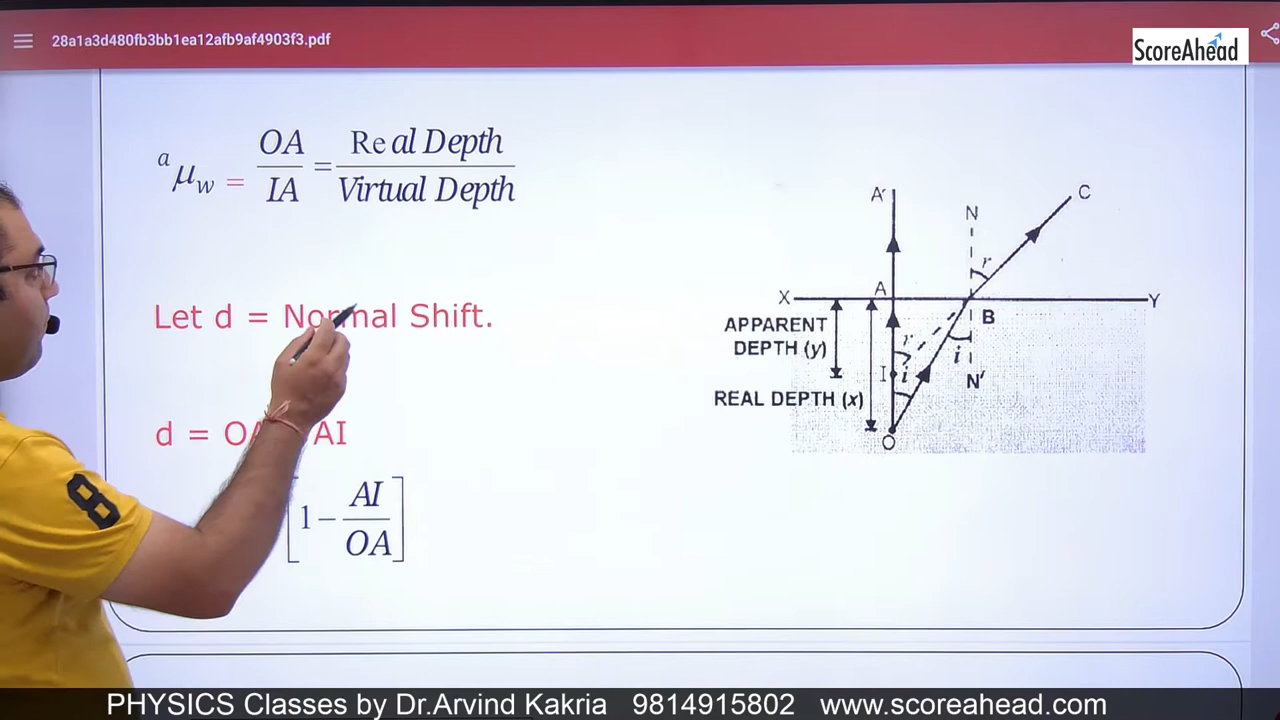 28a1a3d480fb3bb1ea12afb9af4903f3.pdf
ScoreAhead
a μw = OA / IA = Real Depth / Virtual Depth
Let d = Normal Shift.
d = OA AI
[1 − AI / OA]
A'
N
C
r
X
A
Y
B
APPARENT
DEPTH (y)
r
i
I
i
N'
REAL DEPTH (x)
O
8
PHYSICS Classes by Dr.Arvind Kakria 9814915802 www.scoreahead.com